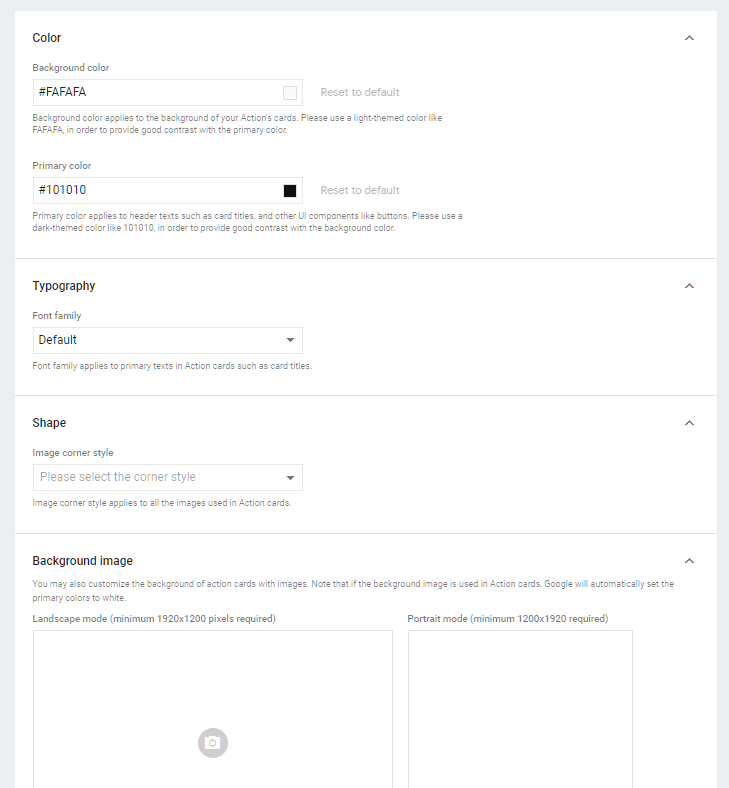 Color
Background color
#FAFAFA
Reset to default
Background color applies to the background of your Action's cards. Please use a light-themed color like
FAFAFA, in order to provide good contrast with the primary color.
Primary color
#101010
Reset to default
Primary color applies to header texts such as card titles, and other UI components like buttons. Please use a
dark-themed color like 101010, in order to provide good contrast with the background color.
Typography
Font family
Default
Font family applies to primary texts in Action cards such as card titles.
Shape
Image corner style
Please select the corner style
Image corner style applies to all the images used in Action cards.
Background image
You may also customize the background of action cards with images. Note that if the background image is used in Action cards, Google will automatically set the
primary colors to white.
Landscape mode (minimum 1920x1200 pixels required)
Portrait mode (minimum 1200x1920 required)